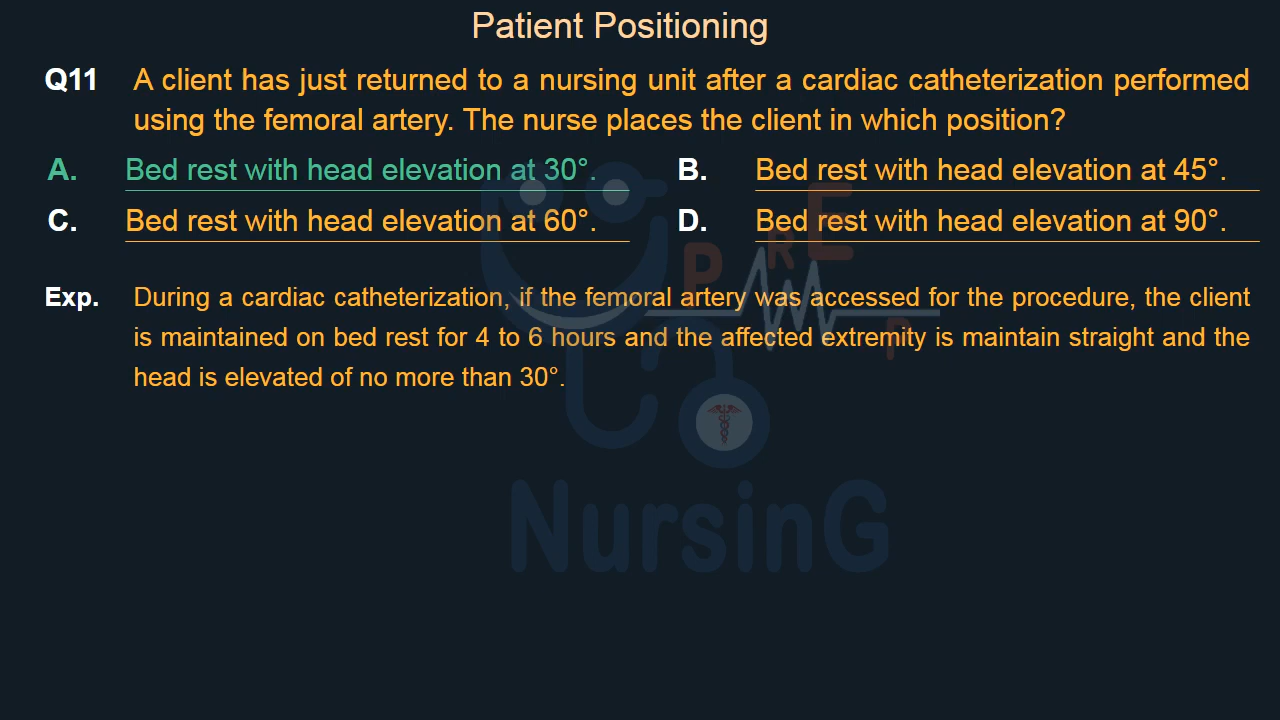 Patient Positioning
Q11 A client has just returned to a nursing unit after a cardiac catheterization performed
using the femoral artery. The nurse places the client in which position?
A. Bed rest with head elevation at 30°. B. Bed rest with head elevation at 45°.
C. Bed rest with head elevation at 60°. D. Bed rest with head elevation at 90°.
Exp. During a cardiac catheterization, if the femoral artery was accessed for the procedure, the client
is maintained on bed rest for 4 to 6 hours and the affected extremity is maintain straight and the
head is elevated of no more than 30°.
PREP
NursinG